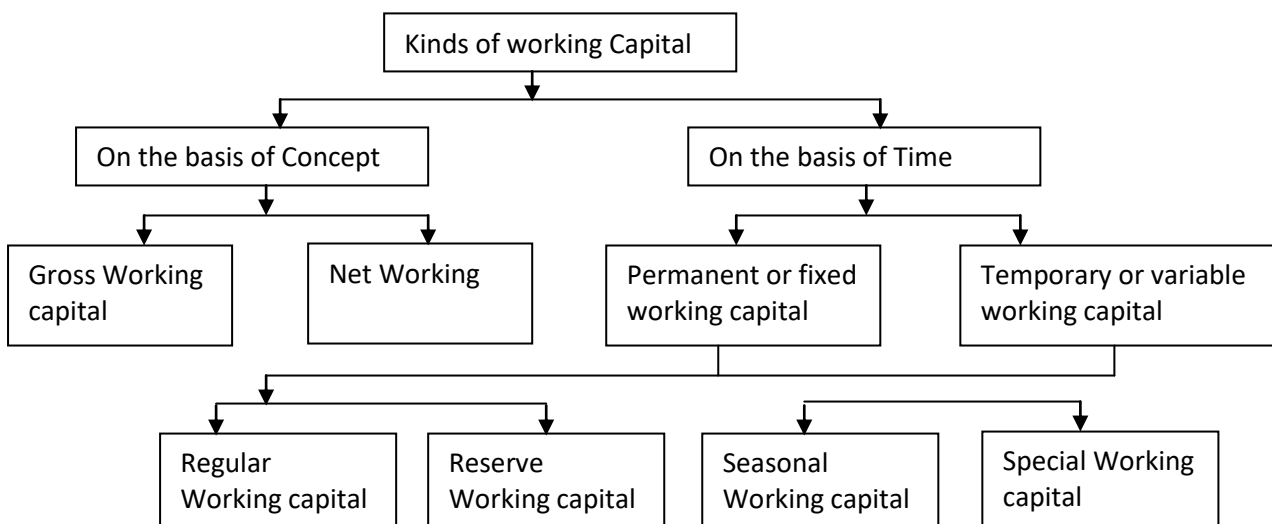 Kinds of working Capital
On the basis of Concept
On the basis of Time
Gross Working
capital
Net Working
Permanent or fixed
working capital
Temporary or variable
working capital
Regular
Working capital
Reserve
Working capital
Seasonal
Working capital
Special Working
capital